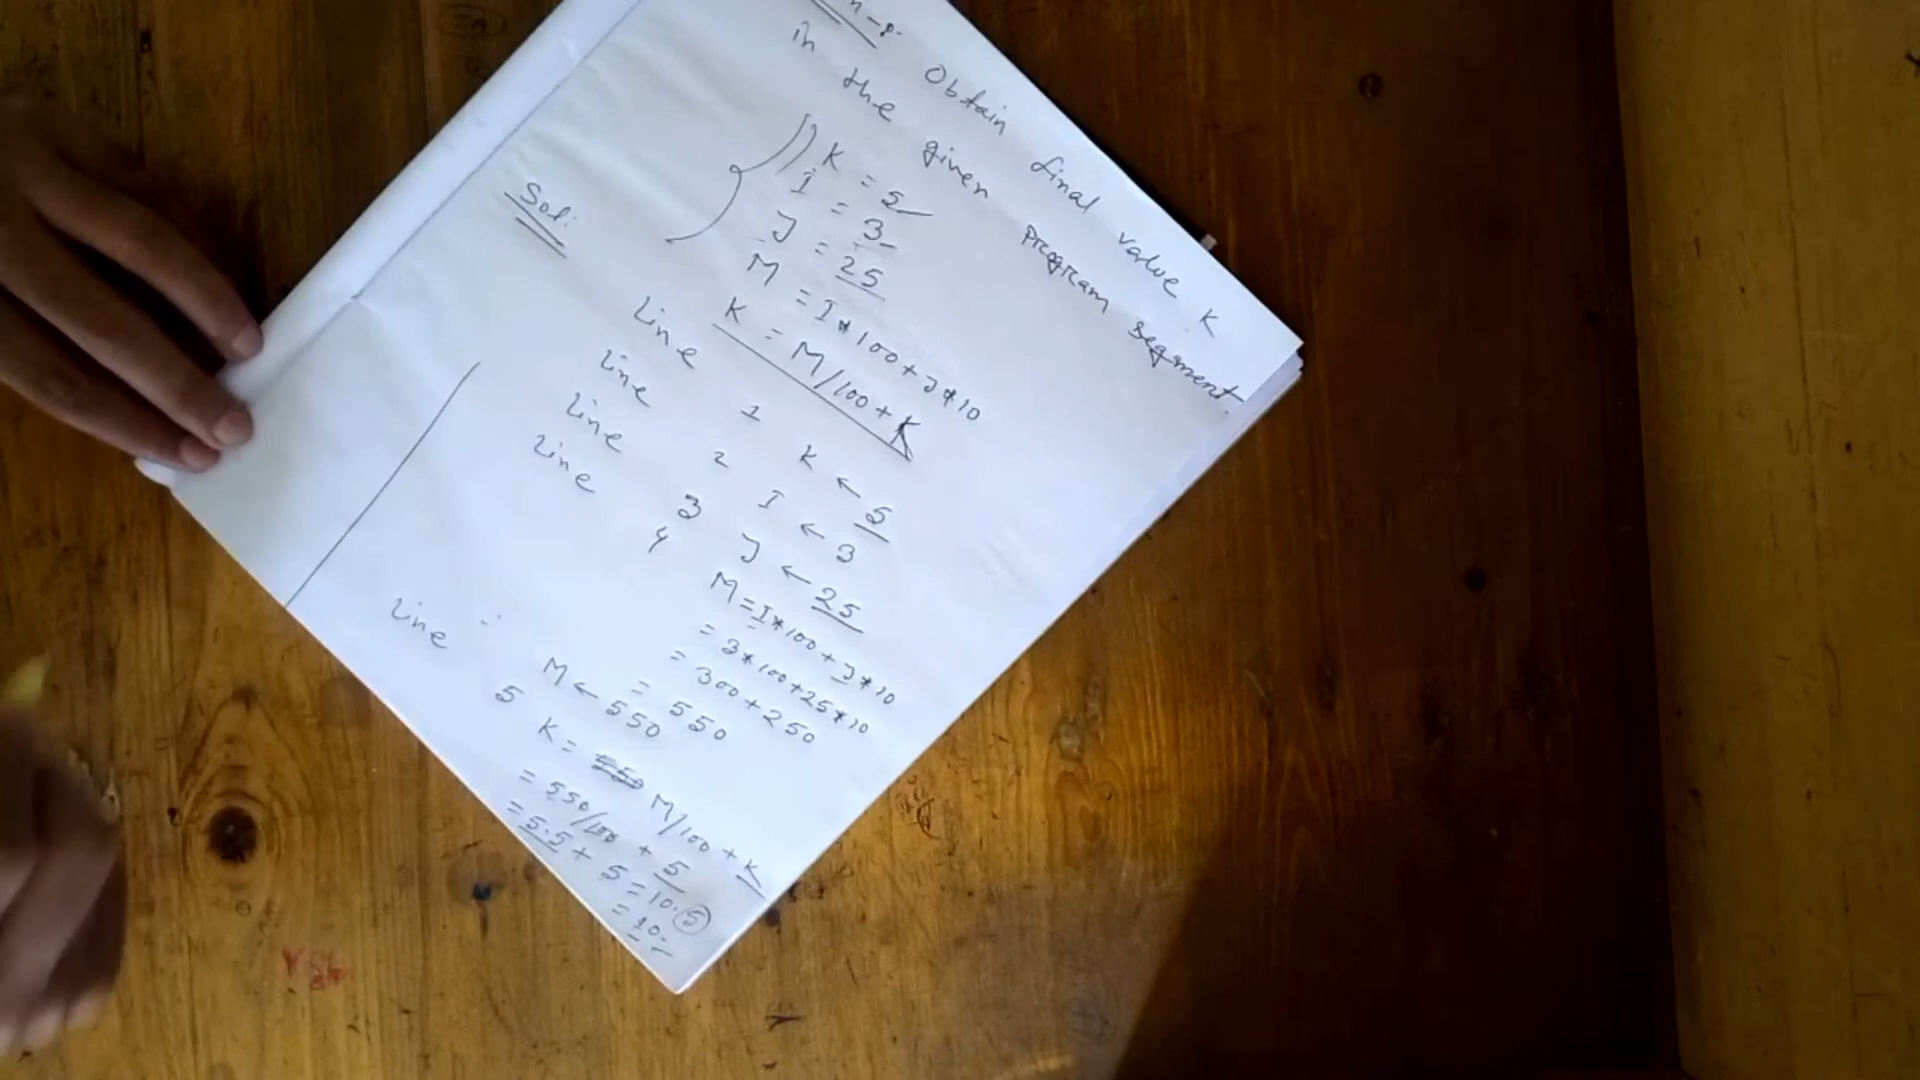 Obtain final value K
in the given program segment.
K = 5
I = 3
J = 25
M = I * 100 + J * 10
K = M/100 + K
Sol:
Line 1 K ← 5
Line 2 I ← 3
Line 3 J ← 25
Line 4 M = I * 100 + J * 10
= 3 * 100 + 25 * 10
= 300 + 250
= 550
∴ M ← 550
Line 5 K = M/100 + K
= 550/100 + 5
= 5.5 + 5 = 10.5
= 10.